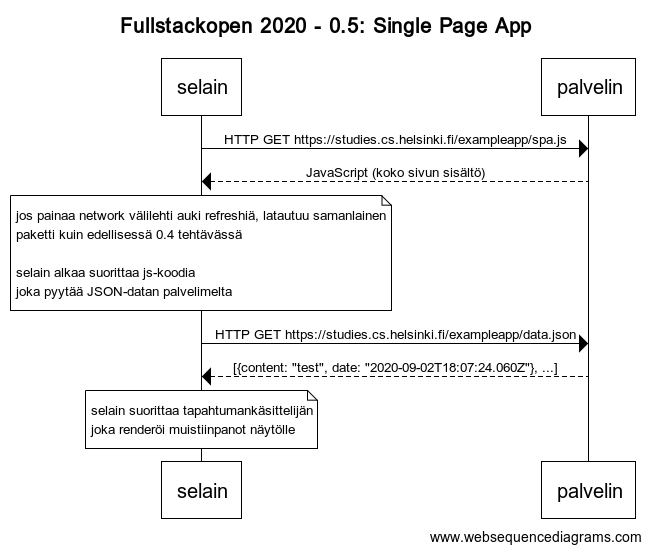 Fullstackopen 2020 - 0.5: Single Page App
selain
palvelin
HTTP GET https://studies.cs.helsinki.fi/exampleapp/spa.js
JavaScript (koko sivun sisältö)
jos painaa network välilehti auki refreshiä, latautuu samanlainen
paketti kuin edellisessä 0.4 tehtävässä
selain alkaa suorittaa js-koodia
joka pyytää JSON-datan palvelimelta
HTTP GET https://studies.cs.helsinki.fi/exampleapp/data.json
[{content: "test", date: "2020-09-02T18:07:24.060Z"}, ...]
selain suorittaa tapahtumankäsittelijän
joka renderöi muistiinpanot näytölle
selain
palvelin
www.websequencediagrams.com